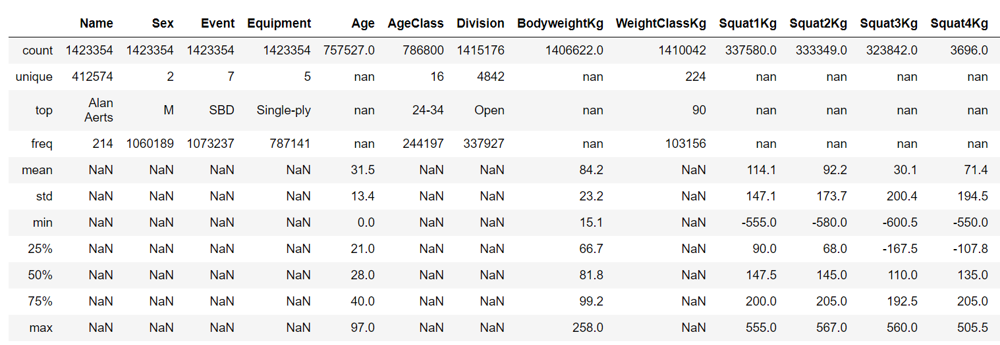 Name Sex Event Equipment Age AgeClass Division BodyweightKg WeightClassKg Squat1Kg Squat2Kg Squat3Kg Squat4Kg
count 1423354 1423354 1423354 1423354 757527.0 786800 1415176 1406622.0 1410042 337580.0 333349.0 323842.0 3696.0
unique 412574 2 7 5 nan 16 4842 nan 224 nan nan nan nan
top Alan Aerts M SBD Single-ply nan 24-34 Open nan 90 nan nan nan nan
freq 214 1060189 1073237 787141 nan 244197 337927 nan 103156 nan nan nan nan
mean NaN NaN NaN NaN 31.5 NaN NaN 84.2 NaN 114.1 92.2 30.1 71.4
std NaN NaN NaN NaN 13.4 NaN NaN 23.2 NaN 147.1 173.7 200.4 194.5
min NaN NaN NaN NaN 0.0 NaN NaN 15.1 NaN -555.0 -580.0 -600.5 -550.0
25% NaN NaN NaN NaN 21.0 NaN NaN 66.7 NaN 90.0 68.0 -167.5 -107.8
50% NaN NaN NaN NaN 28.0 NaN NaN 81.8 NaN 147.5 145.0 110.0 135.0
75% NaN NaN NaN NaN 40.0 NaN NaN 99.2 NaN 200.0 205.0 192.5 205.0
max NaN NaN NaN NaN 97.0 NaN NaN 258.0 NaN 555.0 567.0 560.0 505.5